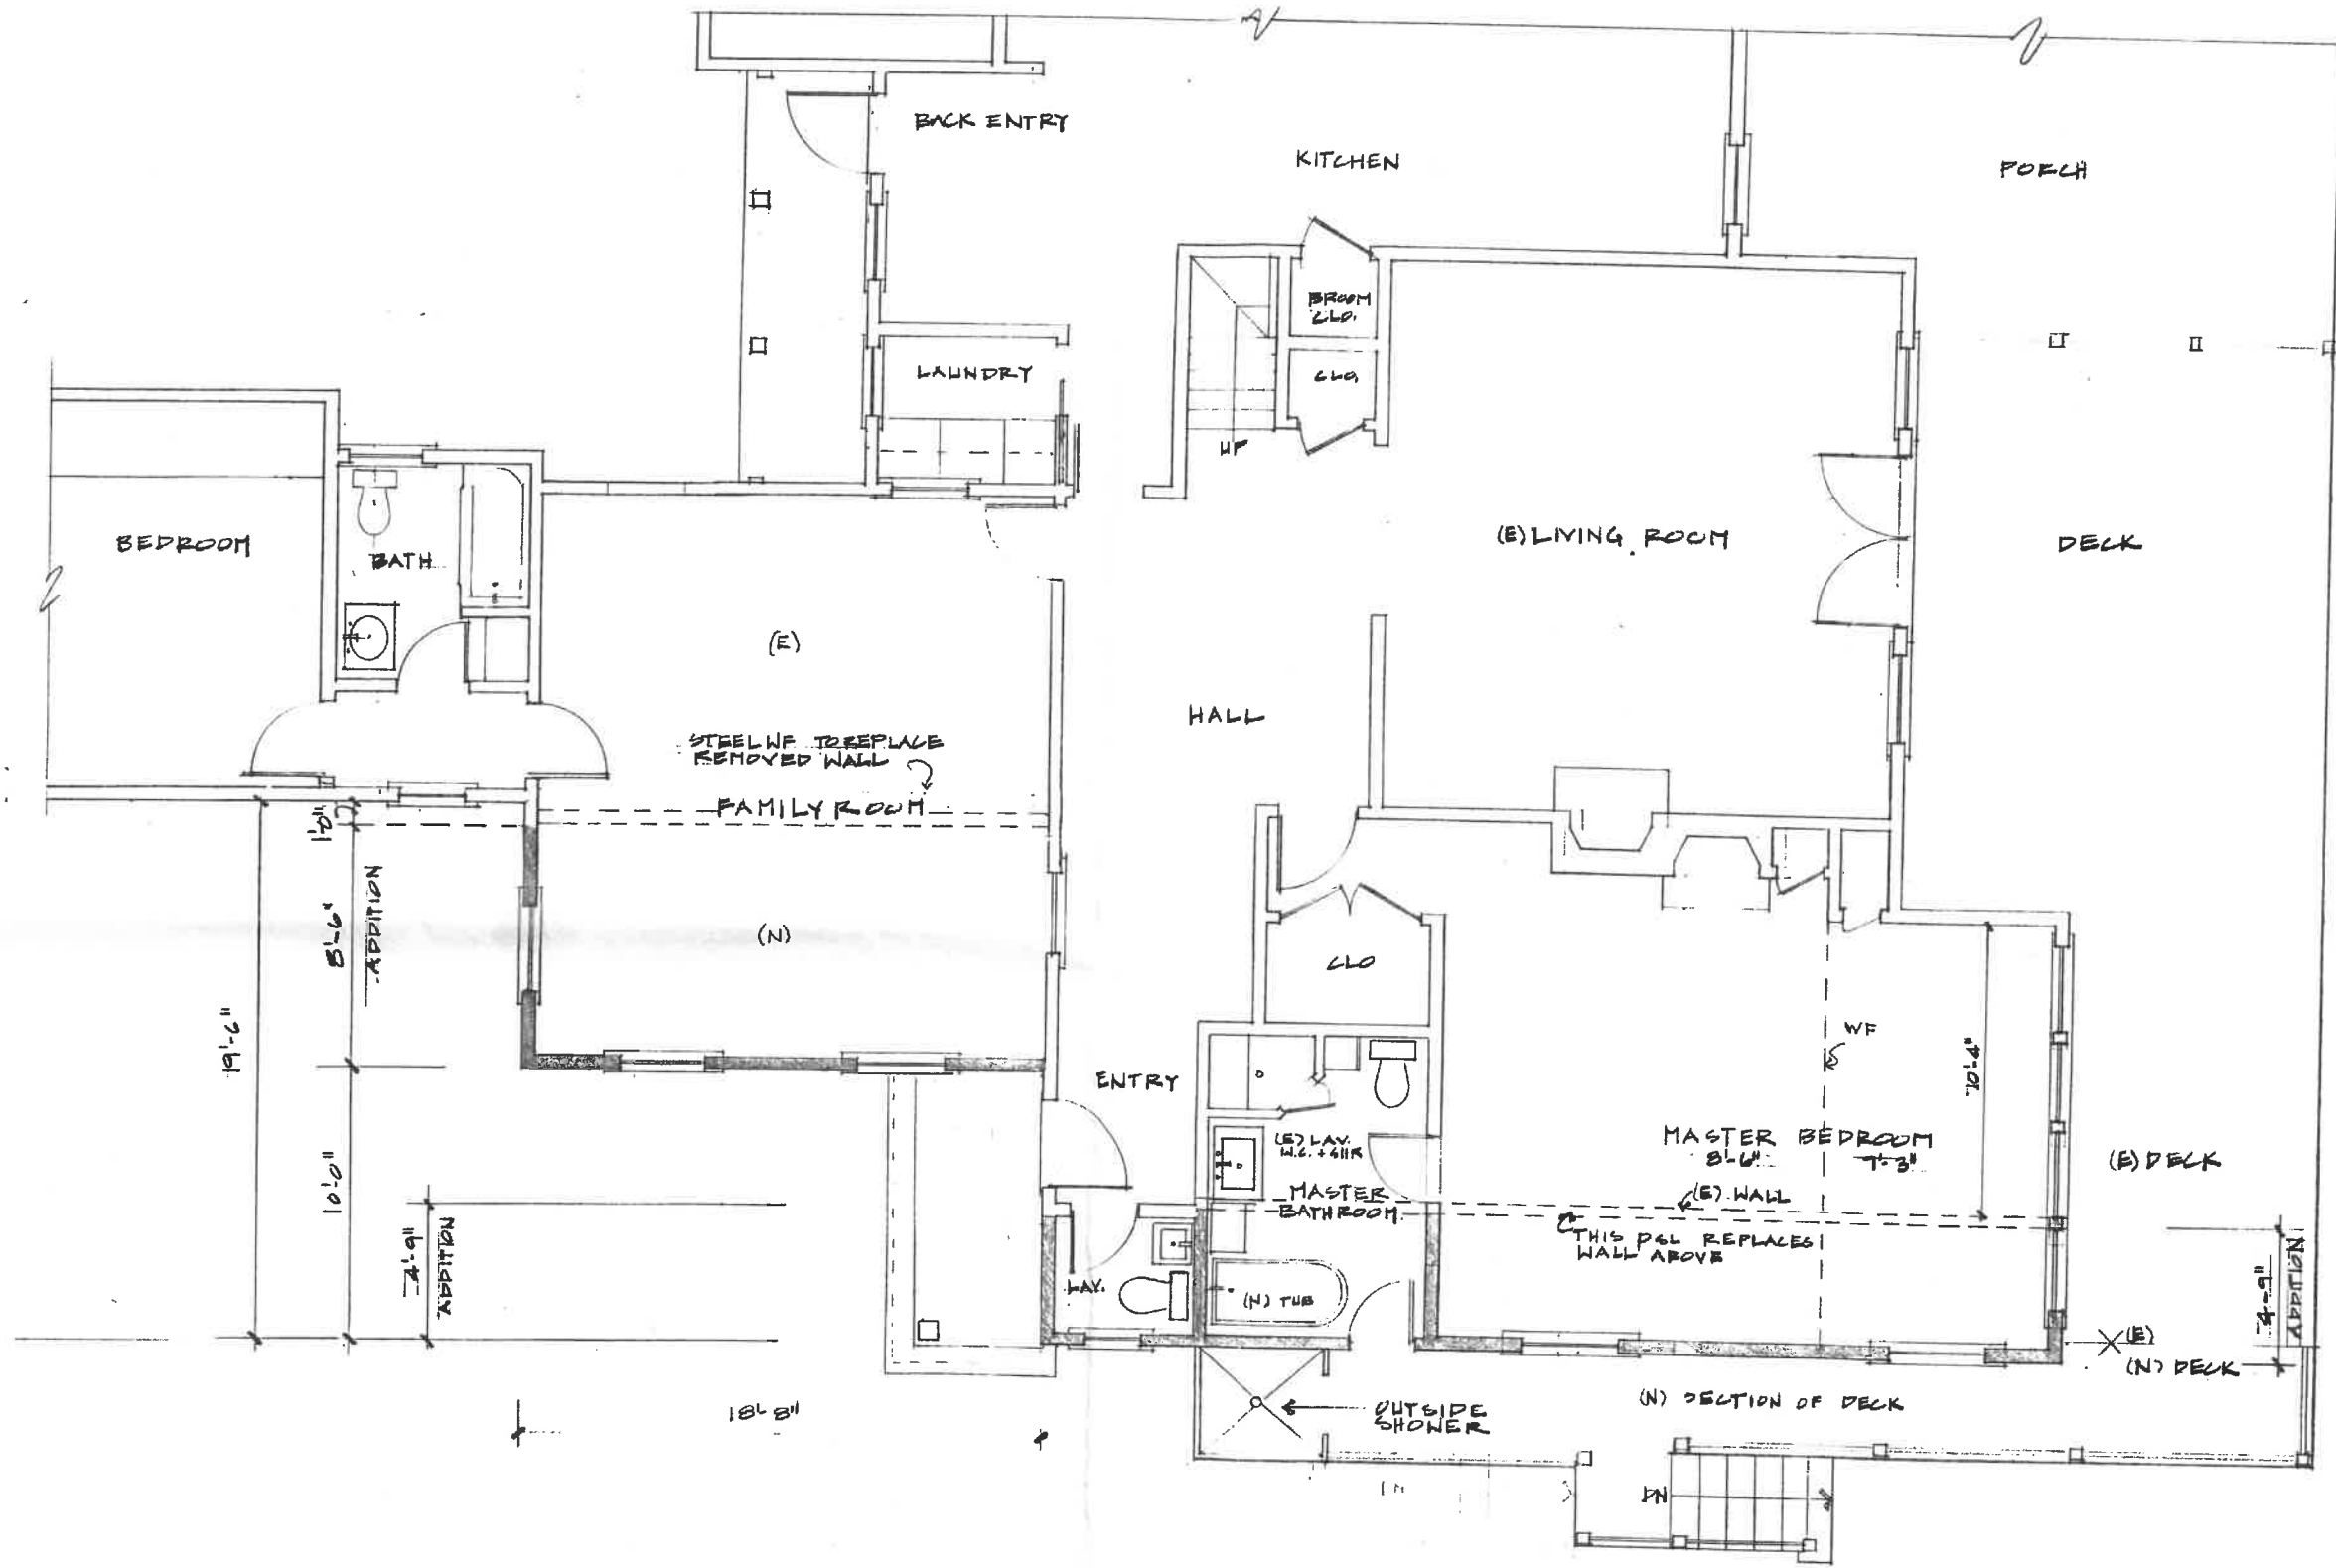 BACK ENTRY
KITCHEN
PORCH
BROOM
CLO.
CLO.
LAUNDRY
UP
BEDROOM
BATH
(E) LIVING ROOM
DECK
(E)
HALL
STEEL WF TO REPLACE
REMOVED WALL
FAMILY ROOM
1'-0"
8'-6"
ADDITION
(N)
CLO
19'-6"
WF
10'-4"
ENTRY
(E) LAV.
W.C. + SHR
MASTER BEDROOM
8'-6" 7'-3"
(E) DECK
10'-0"
MASTER
BATHROOM
(E) WALL
THIS PSL REPLACES
WALL ABOVE
4'-9"
ADDITION
LAV.
(N) TUB
4'-9"
ADDITION
(E)
(N) DECK
18'-8"
OUTSIDE
SHOWER
(N) SECTION OF DECK
DN